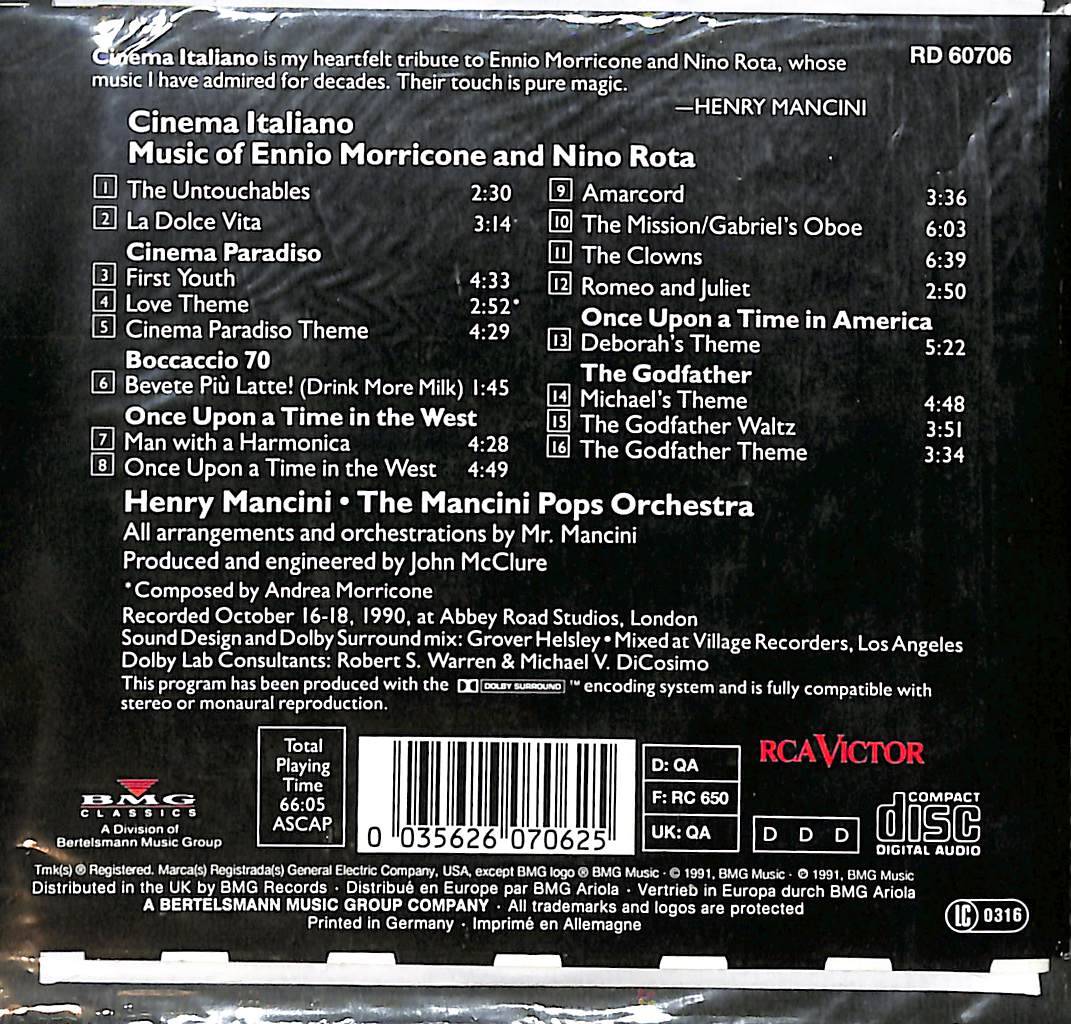 Cinema Italiano is my heartfelt tribute to Ennio Morricone and Nino Rota, whose
music I have admired for decades. Their touch is pure magic.
—HENRY MANCINI
RD 60706
Cinema Italiano
Music of Ennio Morricone and Nino Rota
1 The Untouchables 2:30
2 La Dolce Vita 3:14
Cinema Paradiso
3 First Youth 4:33
4 Love Theme 2:52*
5 Cinema Paradiso Theme 4:29
Boccaccio 70
6 Bevete Più Latte! (Drink More Milk) 1:45
Once Upon a Time in the West
7 Man with a Harmonica 4:28
8 Once Upon a Time in the West 4:49
9 Amarcord 3:36
10 The Mission/Gabriel's Oboe 6:03
11 The Clowns 6:39
12 Romeo and Juliet 2:50
Once Upon a Time in America
13 Deborah's Theme 5:22
The Godfather
14 Michael's Theme 4:48
15 The Godfather Waltz 3:51
16 The Godfather Theme 3:34
Henry Mancini • The Mancini Pops Orchestra
All arrangements and orchestrations by Mr. Mancini
Produced and engineered by John McClure
*Composed by Andrea Morricone
Recorded October 16-18, 1990, at Abbey Road Studios, London
Sound Design and Dolby Surround mix: Grover Helsley • Mixed at Village Recorders, Los Angeles
Dolby Lab Consultants: Robert S. Warren & Michael V. DiCosimo
This program has been produced with the DOLBY SURROUND ™ encoding system and is fully compatible with
stereo or monaural reproduction.
BMG
CLASSICS
A Division of
Bertelsmann Music Group
Total
Playing
Time
66:05
ASCAP
0 035626 070625
D: QA
F: RC 650
UK: QA
RCA VICTOR
D D D
COMPACT
disc
DIGITAL AUDIO
Tmk(s) ® Registered. Marca(s) Registrada(s) General Electric Company, USA, except BMG logo ® BMG Music · © 1991, BMG Music · ℗ 1991, BMG Music
Distributed in the UK by BMG Records · Distribué en Europe par BMG Ariola · Vertrieb in Europa durch BMG Ariola
A BERTELSMANN MUSIC GROUP COMPANY · All trademarks and logos are protected
Printed in Germany · Imprimé en Allemagne
LC 0316